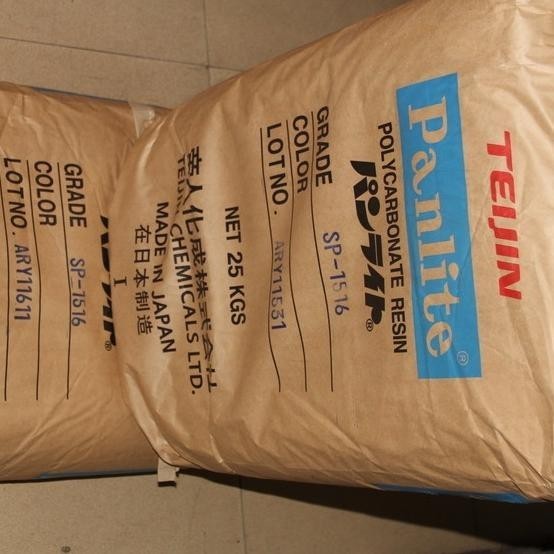 TEIJIN
Panlite®
POLYCARBONATE RESIN
パンライト®
GRADE SP-1516
COLOR
LOT NO. ARY11531
NET 25 KGS
帝人化成株式会社
TEIJIN CHEMICALS LTD.
MADE IN JAPAN
在日本制造
I
GRADE SP-1516
COLOR
LOT NO. ARY11611